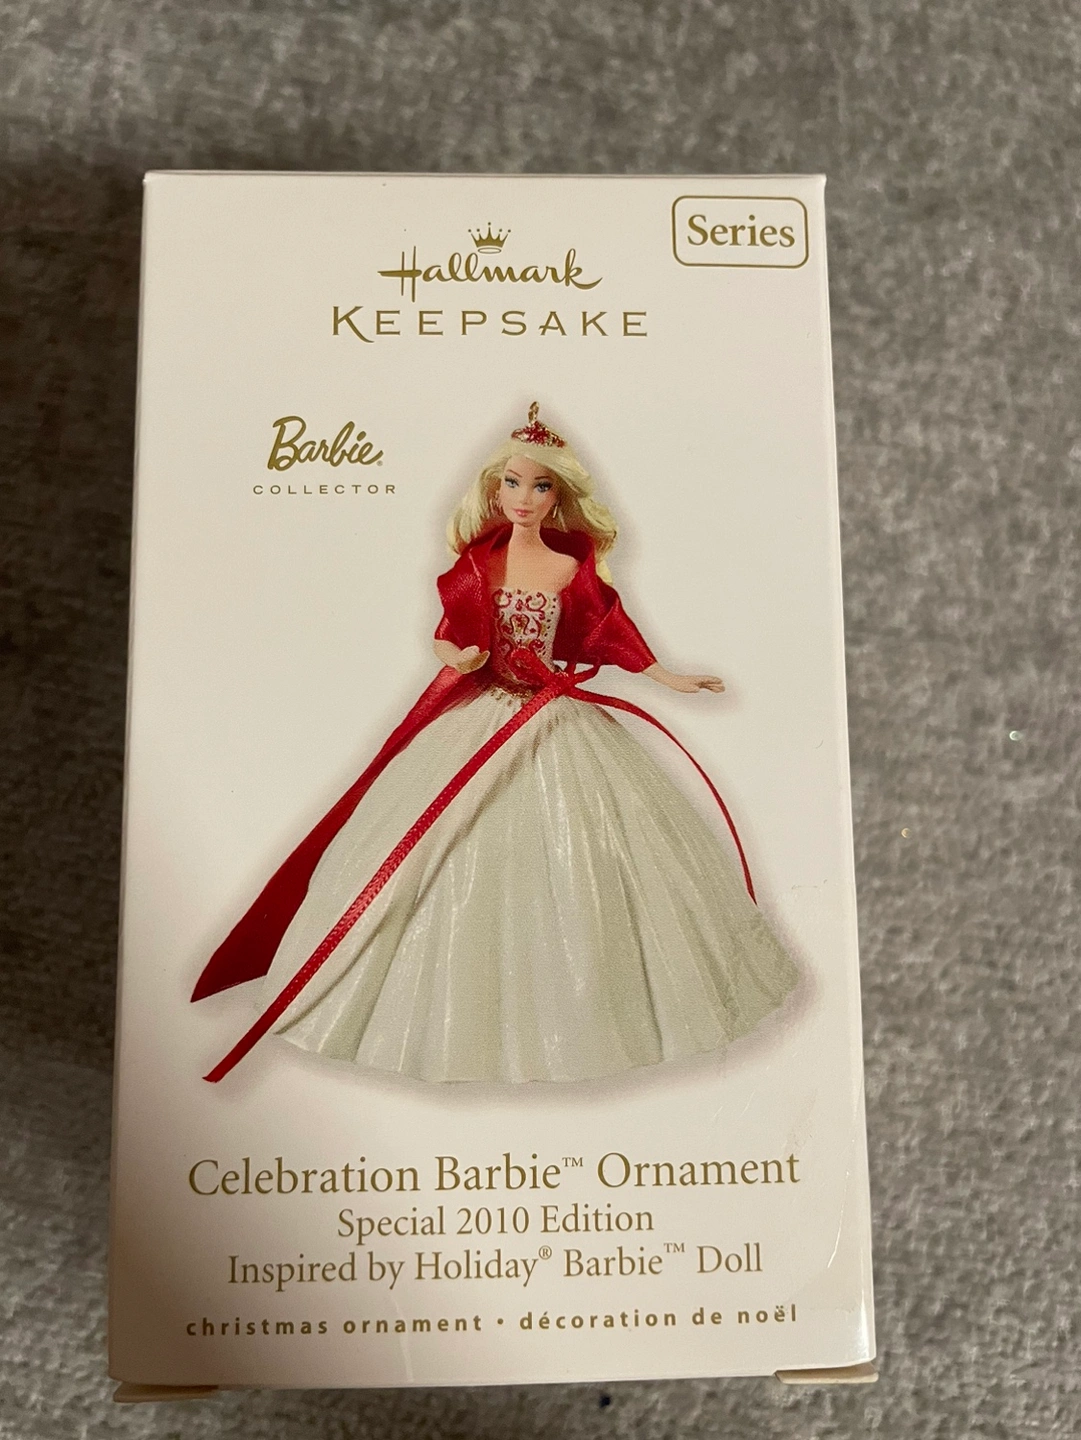 Series
Hallmark
KEEPSAKE
Barbie®
COLLECTOR
Celebration Barbie™ Ornament
Special 2010 Edition
Inspired by Holiday® Barbie™ Doll
christmas ornament • décoration de noël